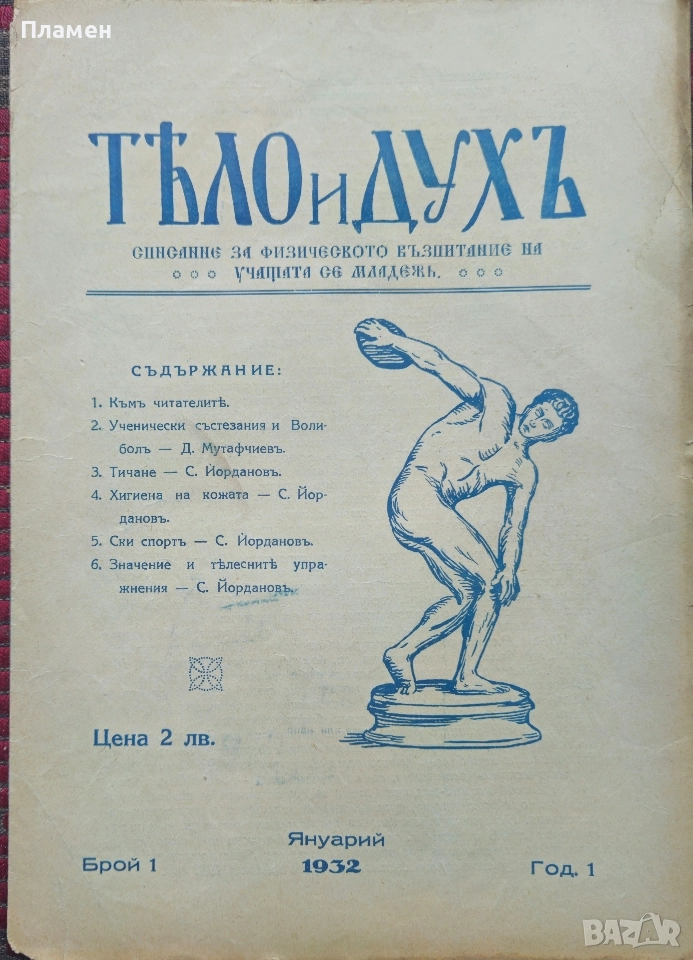 Пламен
ТѢЛО и ДУХЪ
СПИСАНИЕ ЗА ФИЗИЧЕСКОТО ВЪЗПИТАНИЕ НА
УЧАЩАТА СЕ МЛАДЕЖЬ.
СЪДЪРЖАНИЕ:
1. Къмъ читателитѣ.
2. Ученически състезания и Воли-
болъ — Д. Мутафчиевъ.
3. Тичане — С. Йордановъ.
4. Хигиена на кожата — С. Йор-
дановъ.
5. Ски спортъ — С. Йордановъ.
6. Значение и тѣлеснитѣ упра-
жнения — С. Йордановъ.
Цена 2 лв.
Януарий
Брой 1 1932 Год. 1
BAZAR